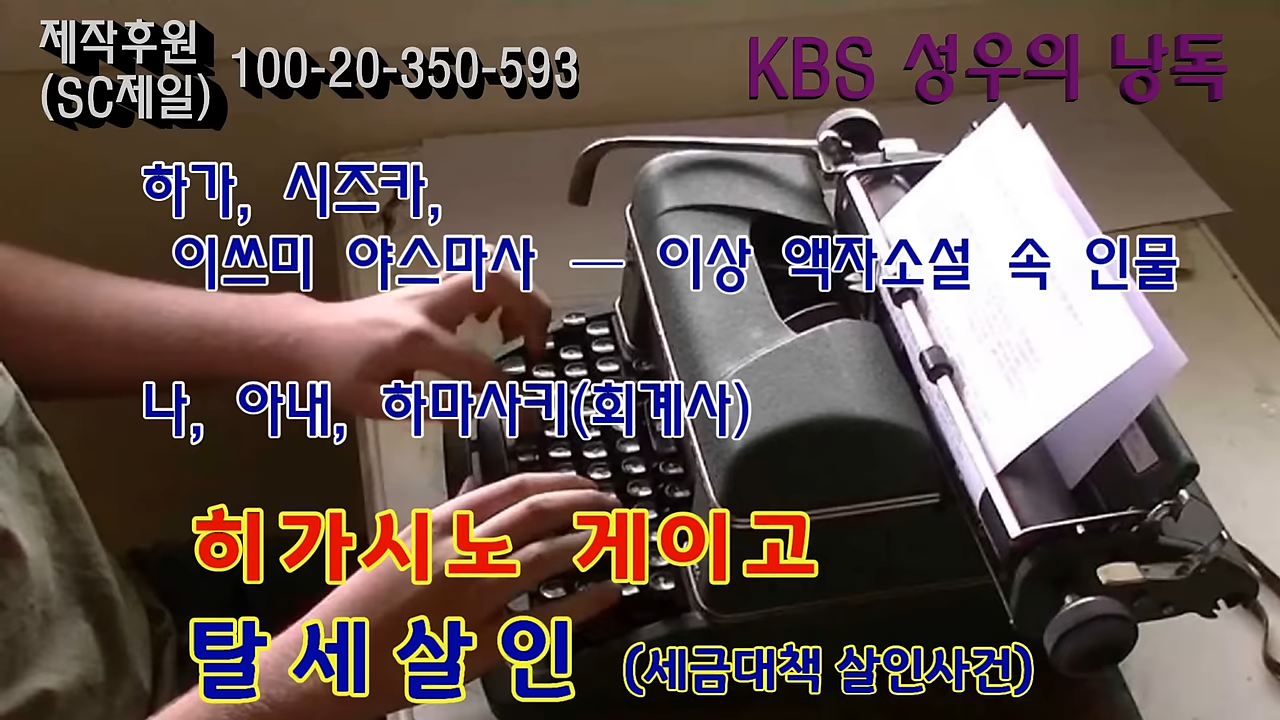 제작후원
(SC제일) 100-20-350-593
KBS 성우의 낭독
하가, 시즈카,
이쓰미 야스마사 — 이상 액자소설 속 인물
나, 아내, 하마사키(회계사)
히가시노 게이고
탈세살인 (세금대책 살인사건)